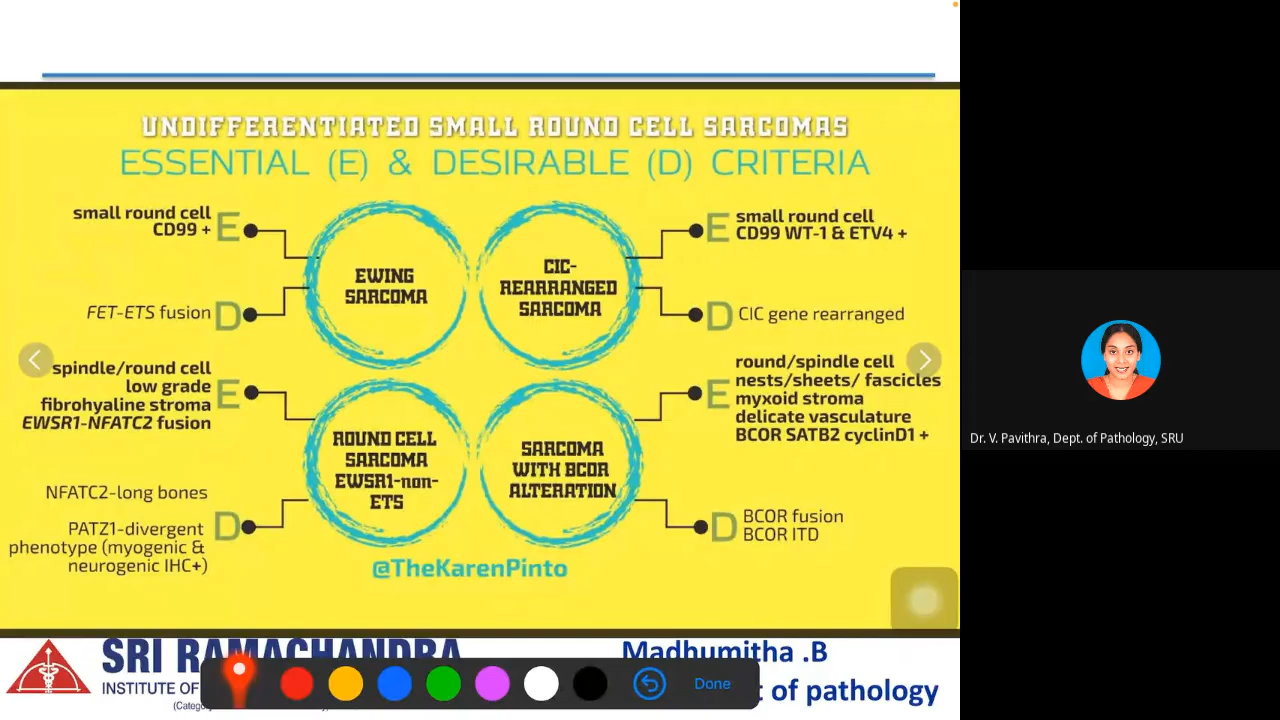 UNDIFFERENTIATED SMALL ROUND CELL SARCOMAS
ESSENTIAL (E) & DESIRABLE (D) CRITERIA
small round cell
CD99 +
E
EWING
SARCOMA
FET-ETS fusion
D
CIC-
REARRANGED
SARCOMA
E
small round cell
CD99 WT-1 & ETV4 +
D
CIC gene rearranged
spindle/round cell
low grade
fibrohyaline stroma
EWSR1-NFATC2 fusion
E
ROUND CELL
SARCOMA
EWSR1-non-
ETS
NFATC2-long bones
PATZ1-divergent
phenotype (myogenic &
neurogenic IHC+)
D
SARCOMA
WITH BCOR
ALTERATION
E
round/spindle cell
nests/sheets/ fascicles
myxoid stroma
delicate vasculature
BCOR SATB2 cyclinD1 +
D
BCOR fusion
BCOR ITD
@TheKarenPinto
SRI RAMACHANDRA
INSTITUTE OF
(Categ
Madhumitha .B
of pathology
Done
Dr. V. Pavithra, Dept. of Pathology, SRU